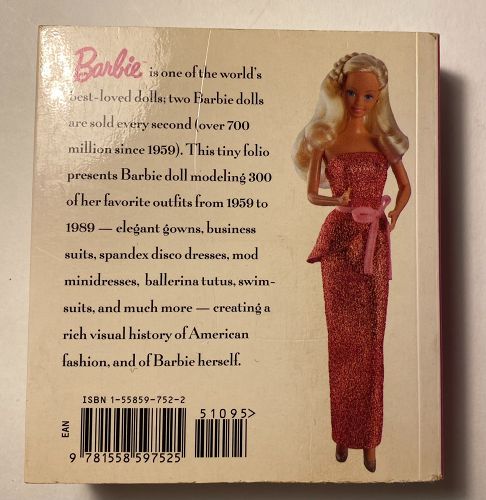 Barbie is one of the world's
best-loved dolls; two Barbie dolls
are sold every second (over 700
million since 1959). This tiny folio
presents Barbie doll modeling 300
of her favorite outfits from 1959 to
1989 — elegant gowns, business
suits, spandex disco dresses, mod
minidresses, ballerina tutus, swim-
suits, and much more — creating a
rich visual history of American
fashion, and of Barbie herself.
ISBN 1-55859-752-2
51095>
EAN
9 781558 597525